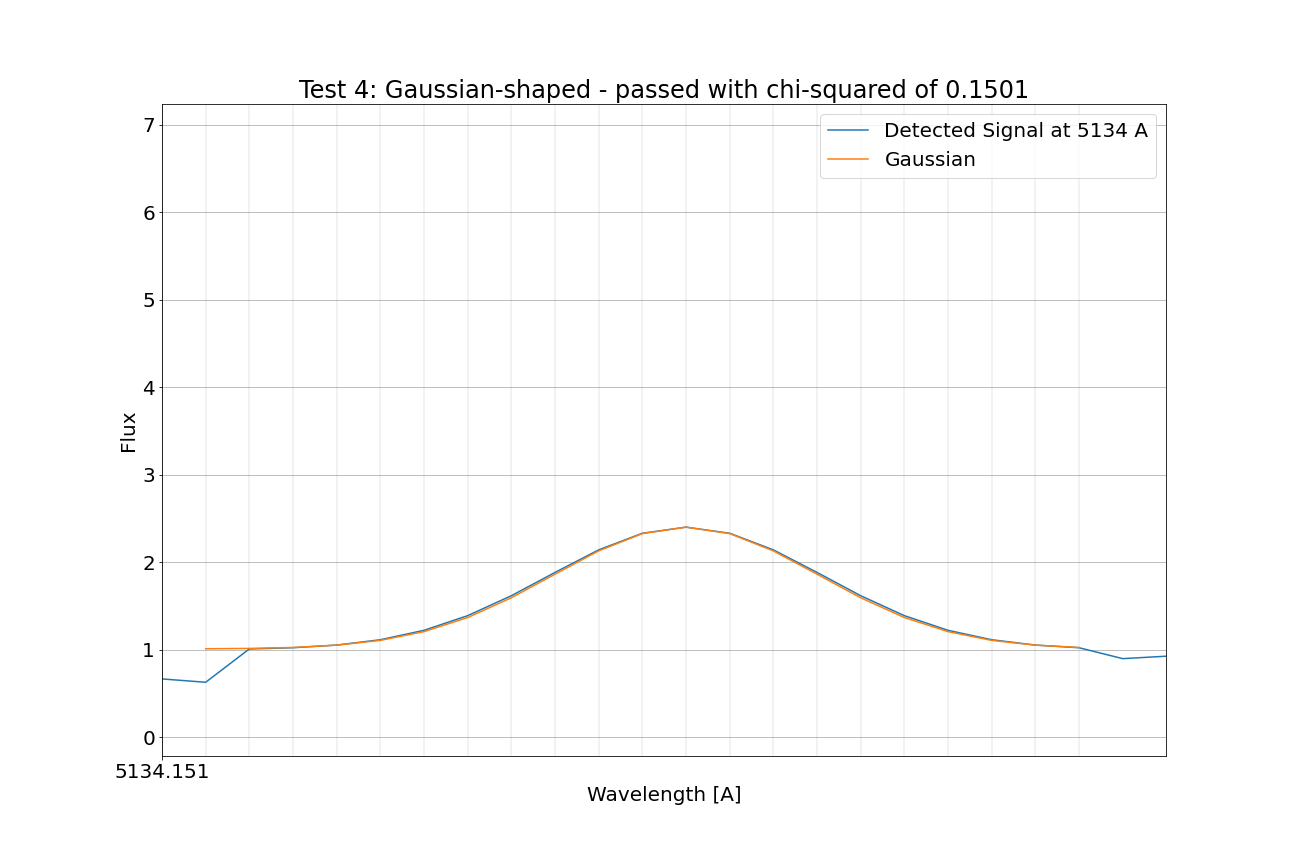 Test 4: Gaussian-shaped - passed with chi-squared of 0.1501
Detected Signal at 5134 A
Gaussian
7
6
5
4
3
2
1
0
Flux
5134.151
Wavelength [A]